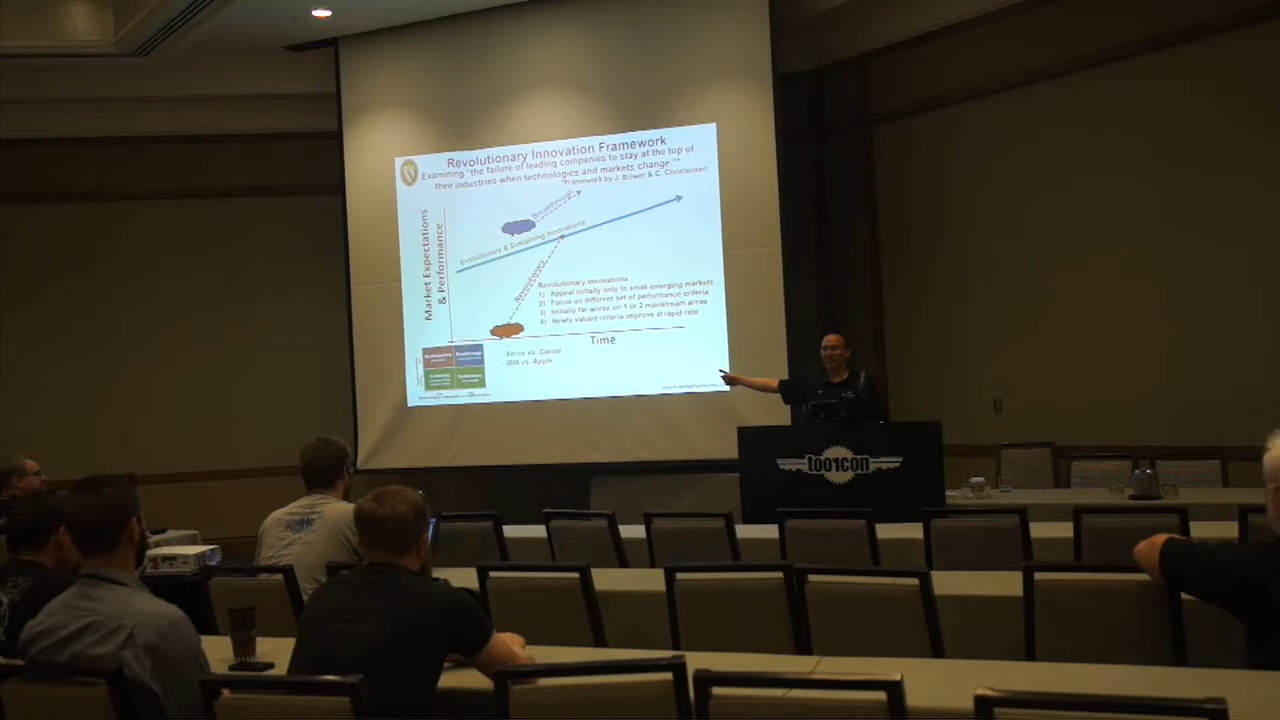 Revolutionary Innovation Framework
Examining "the failure of leading companies to stay at the top of
their industries when technologies and markets change."*
*Framework by J. Bower & C. Christensen
Market Expectations
& Performance
Breakthrough
Evolutionary & Sustaining Innovations
Revolutionary
Revolutionary Innovations
1) Appeal initially only to small emerging markets
2) Focus on different set of performance criteria
3) Initially far worse on 1 or 2 mainstream areas
4) Newly valued criteria improve at rapid rate
Time
- Xerox vs. Canon
- IBM vs. Apple
Revolutionary
Breakthrough
too1con